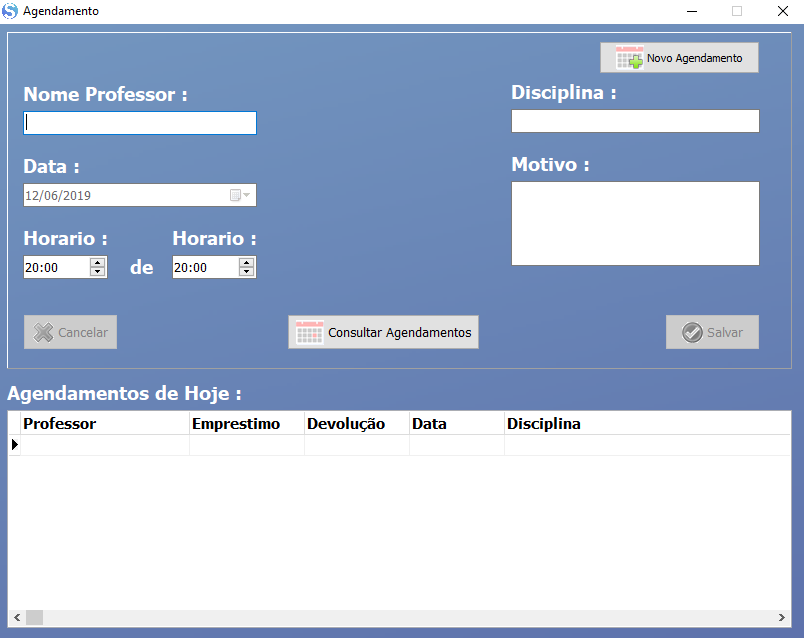 Agendamento
Novo Agendamento
Nome Professor :
Disciplina :
Data :
Motivo :
12/06/2019
Horario : Horario :
20:00 de 20:00
Cancelar Consultar Agendamentos Salvar
Agendamentos de Hoje :
Professor Emprestimo Devolução Data Disciplina